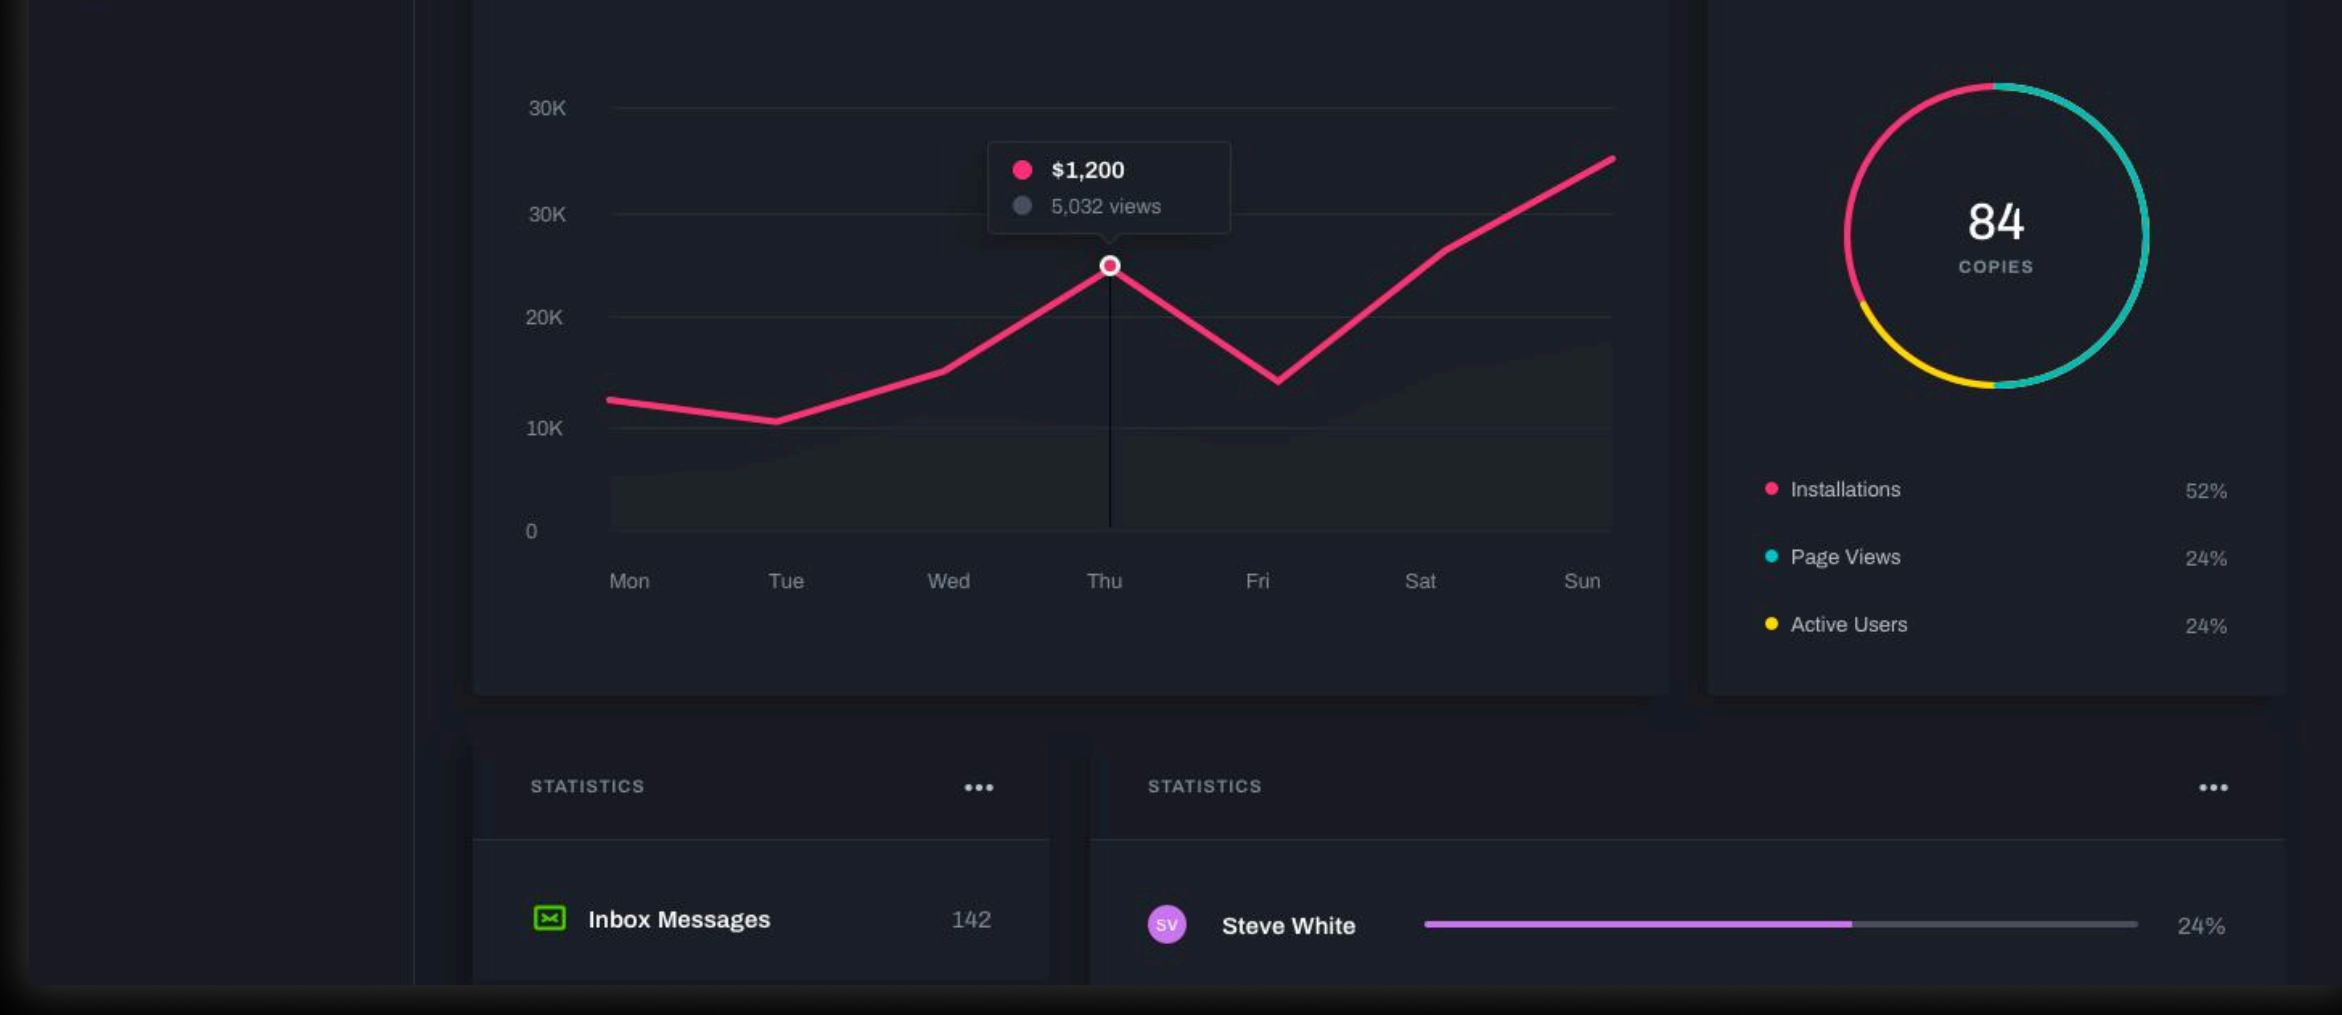 30K
30K
20K
10K
0
$1,200
5,032 views
Mon Tue Wed Thu Fri Sat Sun
84
COPIES
Installations 52%
Page Views 24%
Active Users 24%
STATISTICS
Inbox Messages 142
STATISTICS
SV Steve White 24%